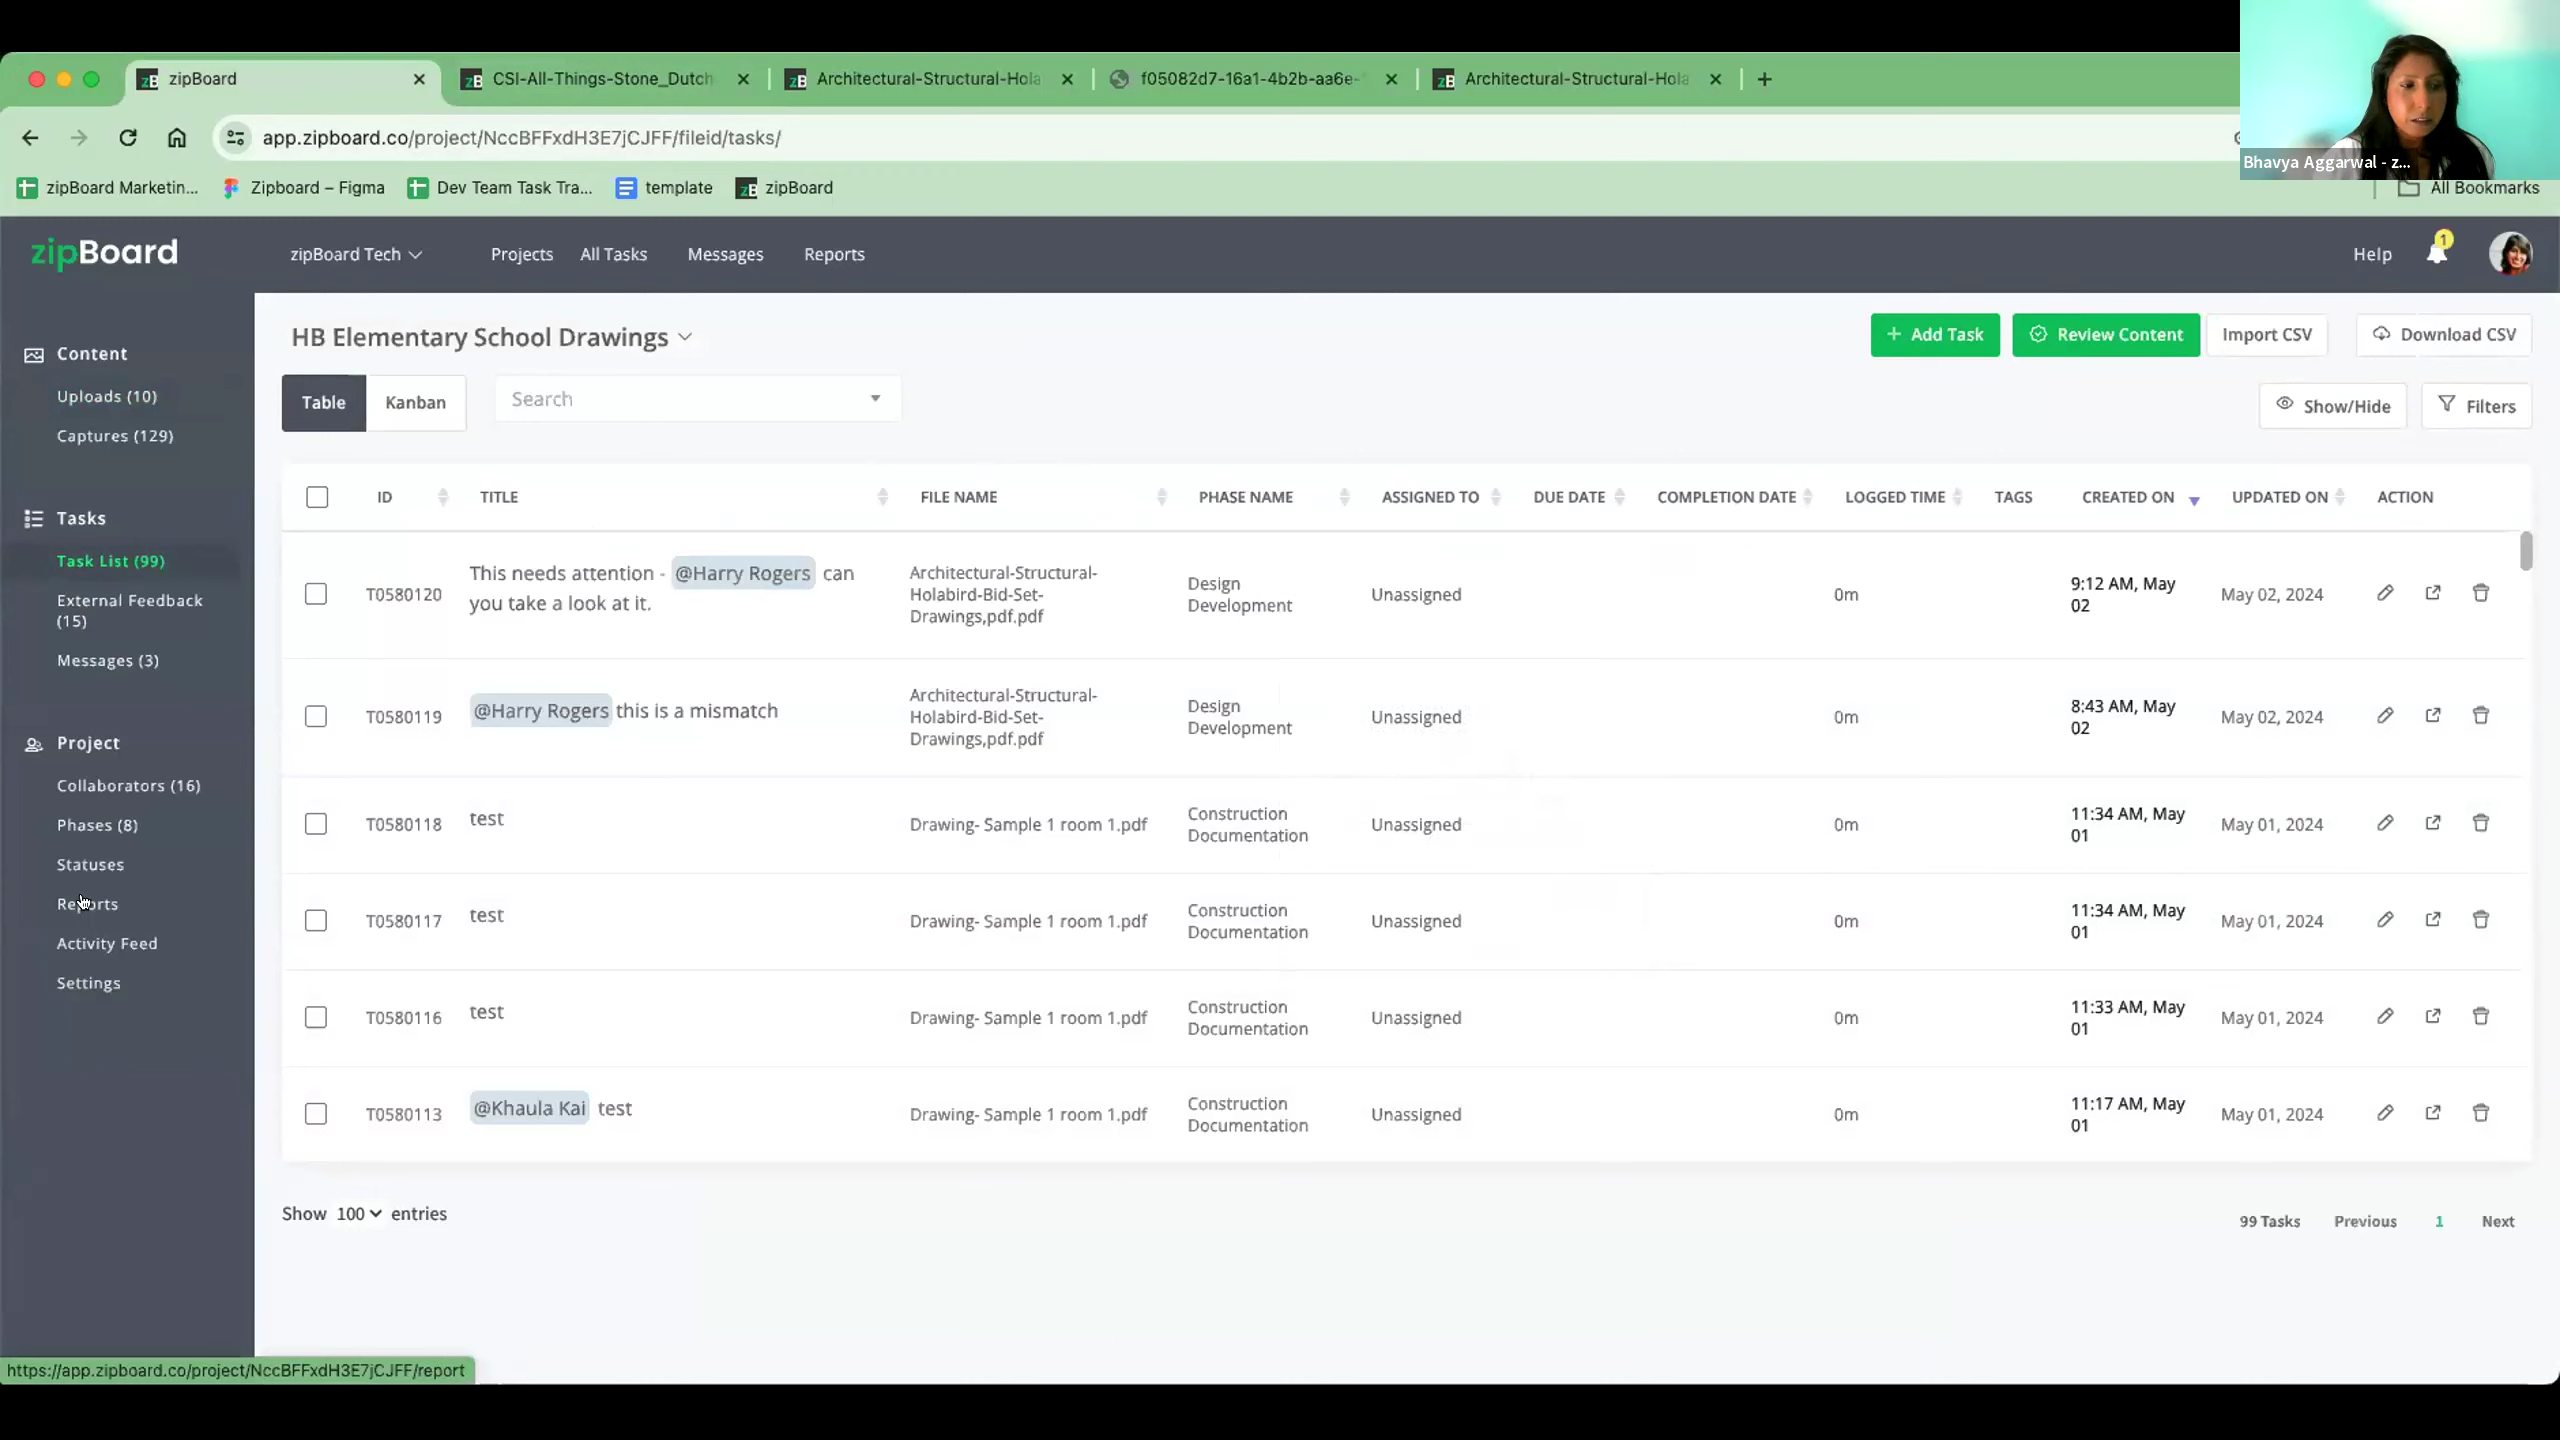 zipBoard
CSI-All-Things-Stone_Dutch
Architectural-Structural-Hola
f05082d7-16a1-4b2b-aa6e-
Architectural-Structural-Hola
app.zipboard.co/project/NccBFFxdH3E7jCJFF/fileid/tasks/
Bhavya Aggarwal - z...
zipBoard Marketin...
Zipboard – Figma
Dev Team Task Tra...
template
zipBoard
All Bookmarks
zipBoard
zipBoard Tech
Projects
All Tasks
Messages
Reports
Help
1
Content
Uploads (10)
Captures (129)
Tasks
Task List (99)
External Feedback
(15)
Messages (3)
Project
Collaborators (16)
Phases (8)
Statuses
Reports
Activity Feed
Settings
HB Elementary School Drawings
+ Add Task
Review Content
Import CSV
Download CSV
Table
Kanban
Search
Show/Hide
Filters
ID TITLE FILE NAME PHASE NAME ASSIGNED TO DUE DATE COMPLETION DATE LOGGED TIME TAGS CREATED ON UPDATED ON ACTION
T0580120
This needs attention - @Harry Rogers can
you take a look at it.
Architectural-Structural-
Holabird-Bid-Set-
Drawings,pdf.pdf
Design
Development
Unassigned
0m
9:12 AM, May
02
May 02, 2024
T0580119
@Harry Rogers this is a mismatch
Architectural-Structural-
Holabird-Bid-Set-
Drawings,pdf.pdf
Design
Development
Unassigned
0m
8:43 AM, May
02
May 02, 2024
T0580118
test
Drawing- Sample 1 room 1.pdf
Construction
Documentation
Unassigned
0m
11:34 AM, May
01
May 01, 2024
T0580117
test
Drawing- Sample 1 room 1.pdf
Construction
Documentation
Unassigned
0m
11:34 AM, May
01
May 01, 2024
T0580116
test
Drawing- Sample 1 room 1.pdf
Construction
Documentation
Unassigned
0m
11:33 AM, May
01
May 01, 2024
T0580113
@Khaula Kai test
Drawing- Sample 1 room 1.pdf
Construction
Documentation
Unassigned
0m
11:17 AM, May
01
May 01, 2024
Show 100 entries
99 Tasks
Previous
1
Next
https://app.zipboard.co/project/NccBFFxdH3E7jCJFF/report